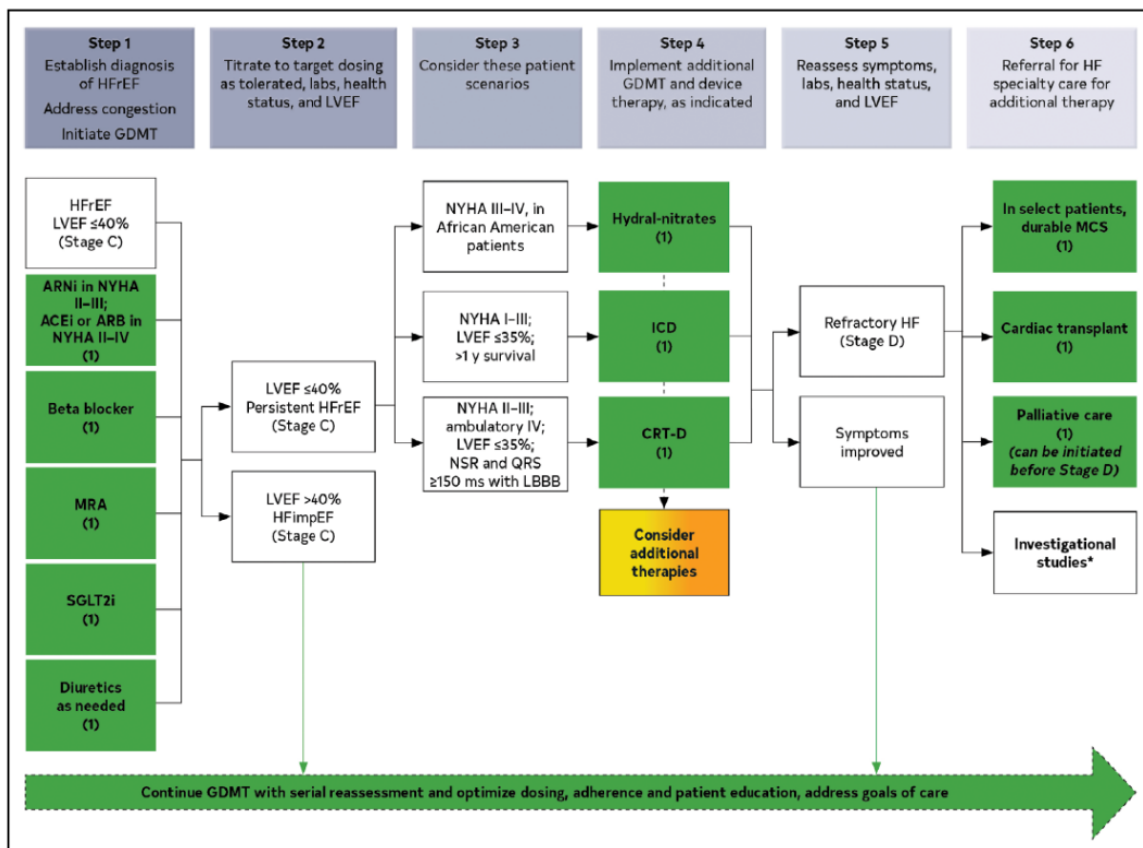 Step 1
Establish diagnosis
of HFrEF
Address congestion
Initiate GDMT
Step 2
Titrate to target dosing
as tolerated, labs, health
status, and LVEF
Step 3
Consider these patient
scenarios
Step 4
Implement additional
GDMT and device
therapy, as indicated
Step 5
Reassess symptoms,
labs, health status,
and LVEF
Step 6
Referral for HF
specialty care for
additional therapy
HFrEF
LVEF ≤40%
(Stage C)
ARNi in NYHA
II–III;
ACEi or ARB in
NYHA II–IV
(1)
Beta blocker
(1)
MRA
(1)
SGLT2i
(1)
Diuretics
as needed
(1)
LVEF ≤40%
Persistent HFrEF
(Stage C)
LVEF >40%
HFimpEF
(Stage C)
NYHA III–IV, in
African American
patients
NYHA I–III;
LVEF ≤35%;
>1 y survival
NYHA II–III;
ambulatory IV;
LVEF ≤35%;
NSR and QRS
≥150 ms with LBBB
Hydral-nitrates
(1)
ICD
(1)
CRT-D
(1)
Consider
additional
therapies
Refractory HF
(Stage D)
Symptoms
improved
In select patients,
durable MCS
(1)
Cardiac transplant
(1)
Palliative care
(1)
(can be initiated
before Stage D)
Investigational
studies*
Continue GDMT with serial reassessment and optimize dosing, adherence and patient education, address goals of care